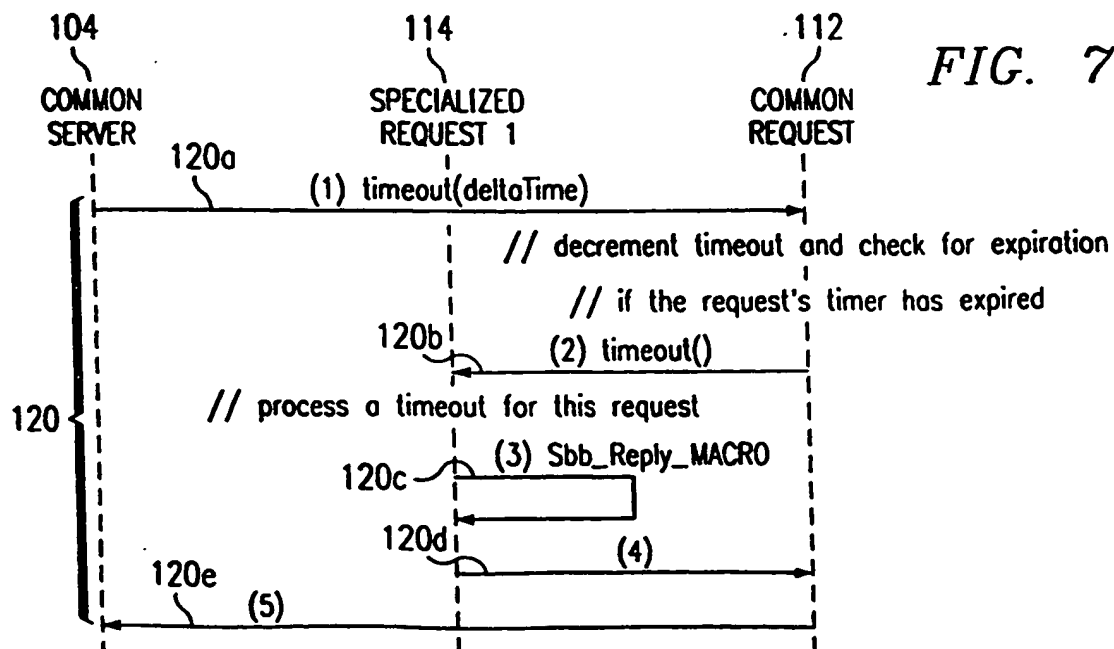 104
114
112
FIG. 7
COMMON
SERVER
SPECIALIZED
REQUEST 1
COMMON
REQUEST
120a
(1) timeout(deltaTime)
// decrement timeout and check for expiration
// if the request's timer has expired
120b
(2) timeout()
120
// process a timeout for this request
(3) Sbb_Reply_MACRO
120c
120d
(4)
120e
(5)